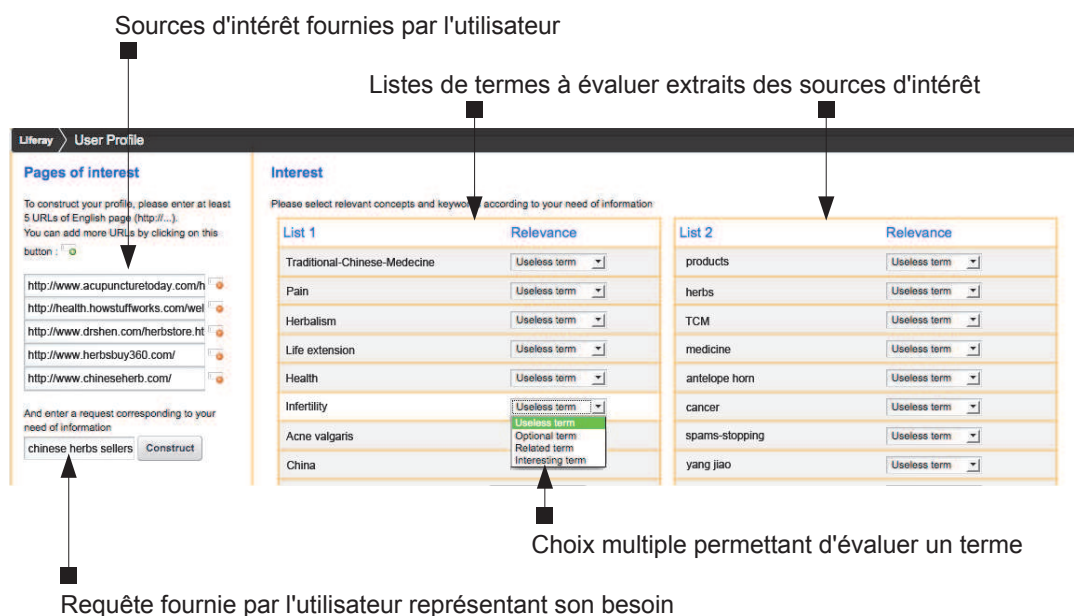 Sources d'intérêt fournies par l'utilisateur
Listes de termes à évaluer extraits des sources d'intérêt
Liferay User Profile
Pages of interest
To construct your profile, please enter at least
5 URLs of English page (http://...).
You can add more URLs by clicking on this
button :
http://www.acupuncturetoday.com/h
http://health.howstuffworks.com/wel
http://www.drshen.com/herbstore.ht
http://www.herbsbuy360.com/
http://www.chineseherb.com/
And enter a request corresponding to your
need of information
chinese herbs sellers Construct
Interest
Please select relevant concepts and keywords according to your need of information
List 1 Relevance
Traditional-Chinese-Medecine Useless term
Pain Useless term
Herbalism Useless term
Life extension Useless term
Health Useless term
Infertility Useless term
Useless term
Optional term
Related term
Interesting term
Acne valgaris
China
List 2 Relevance
products Useless term
herbs Useless term
TCM Useless term
medicine Useless term
antelope horn Useless term
cancer Useless term
spams-stopping Useless term
yang jiao Useless term
Choix multiple permettant d'évaluer un terme
Requête fournie par l'utilisateur représentant son besoin